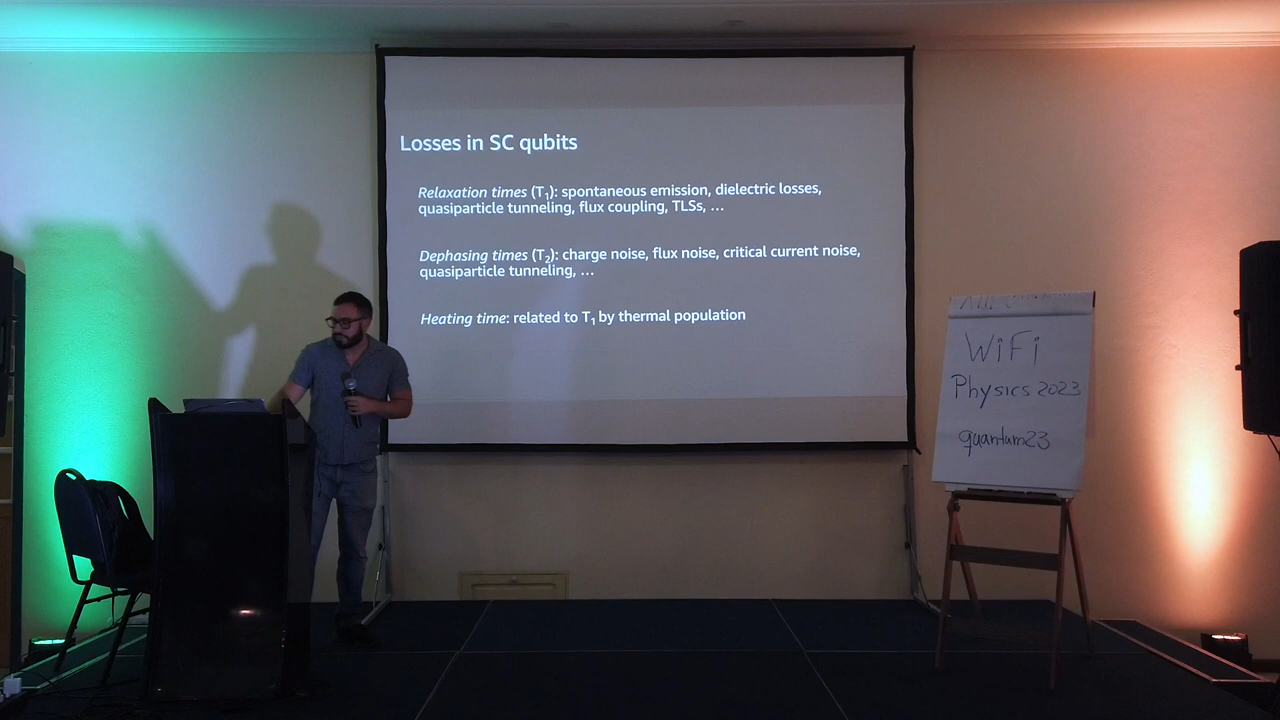 Losses in SC qubits
Relaxation times (T1): spontaneous emission, dielectric losses,
quasiparticle tunneling, flux coupling, TLSs, ...
Dephasing times (T2): charge noise, flux noise, critical current noise,
quasiparticle tunneling, ...
Heating time: related to T1 by thermal population
WiFi
Physics 2023
quantum23